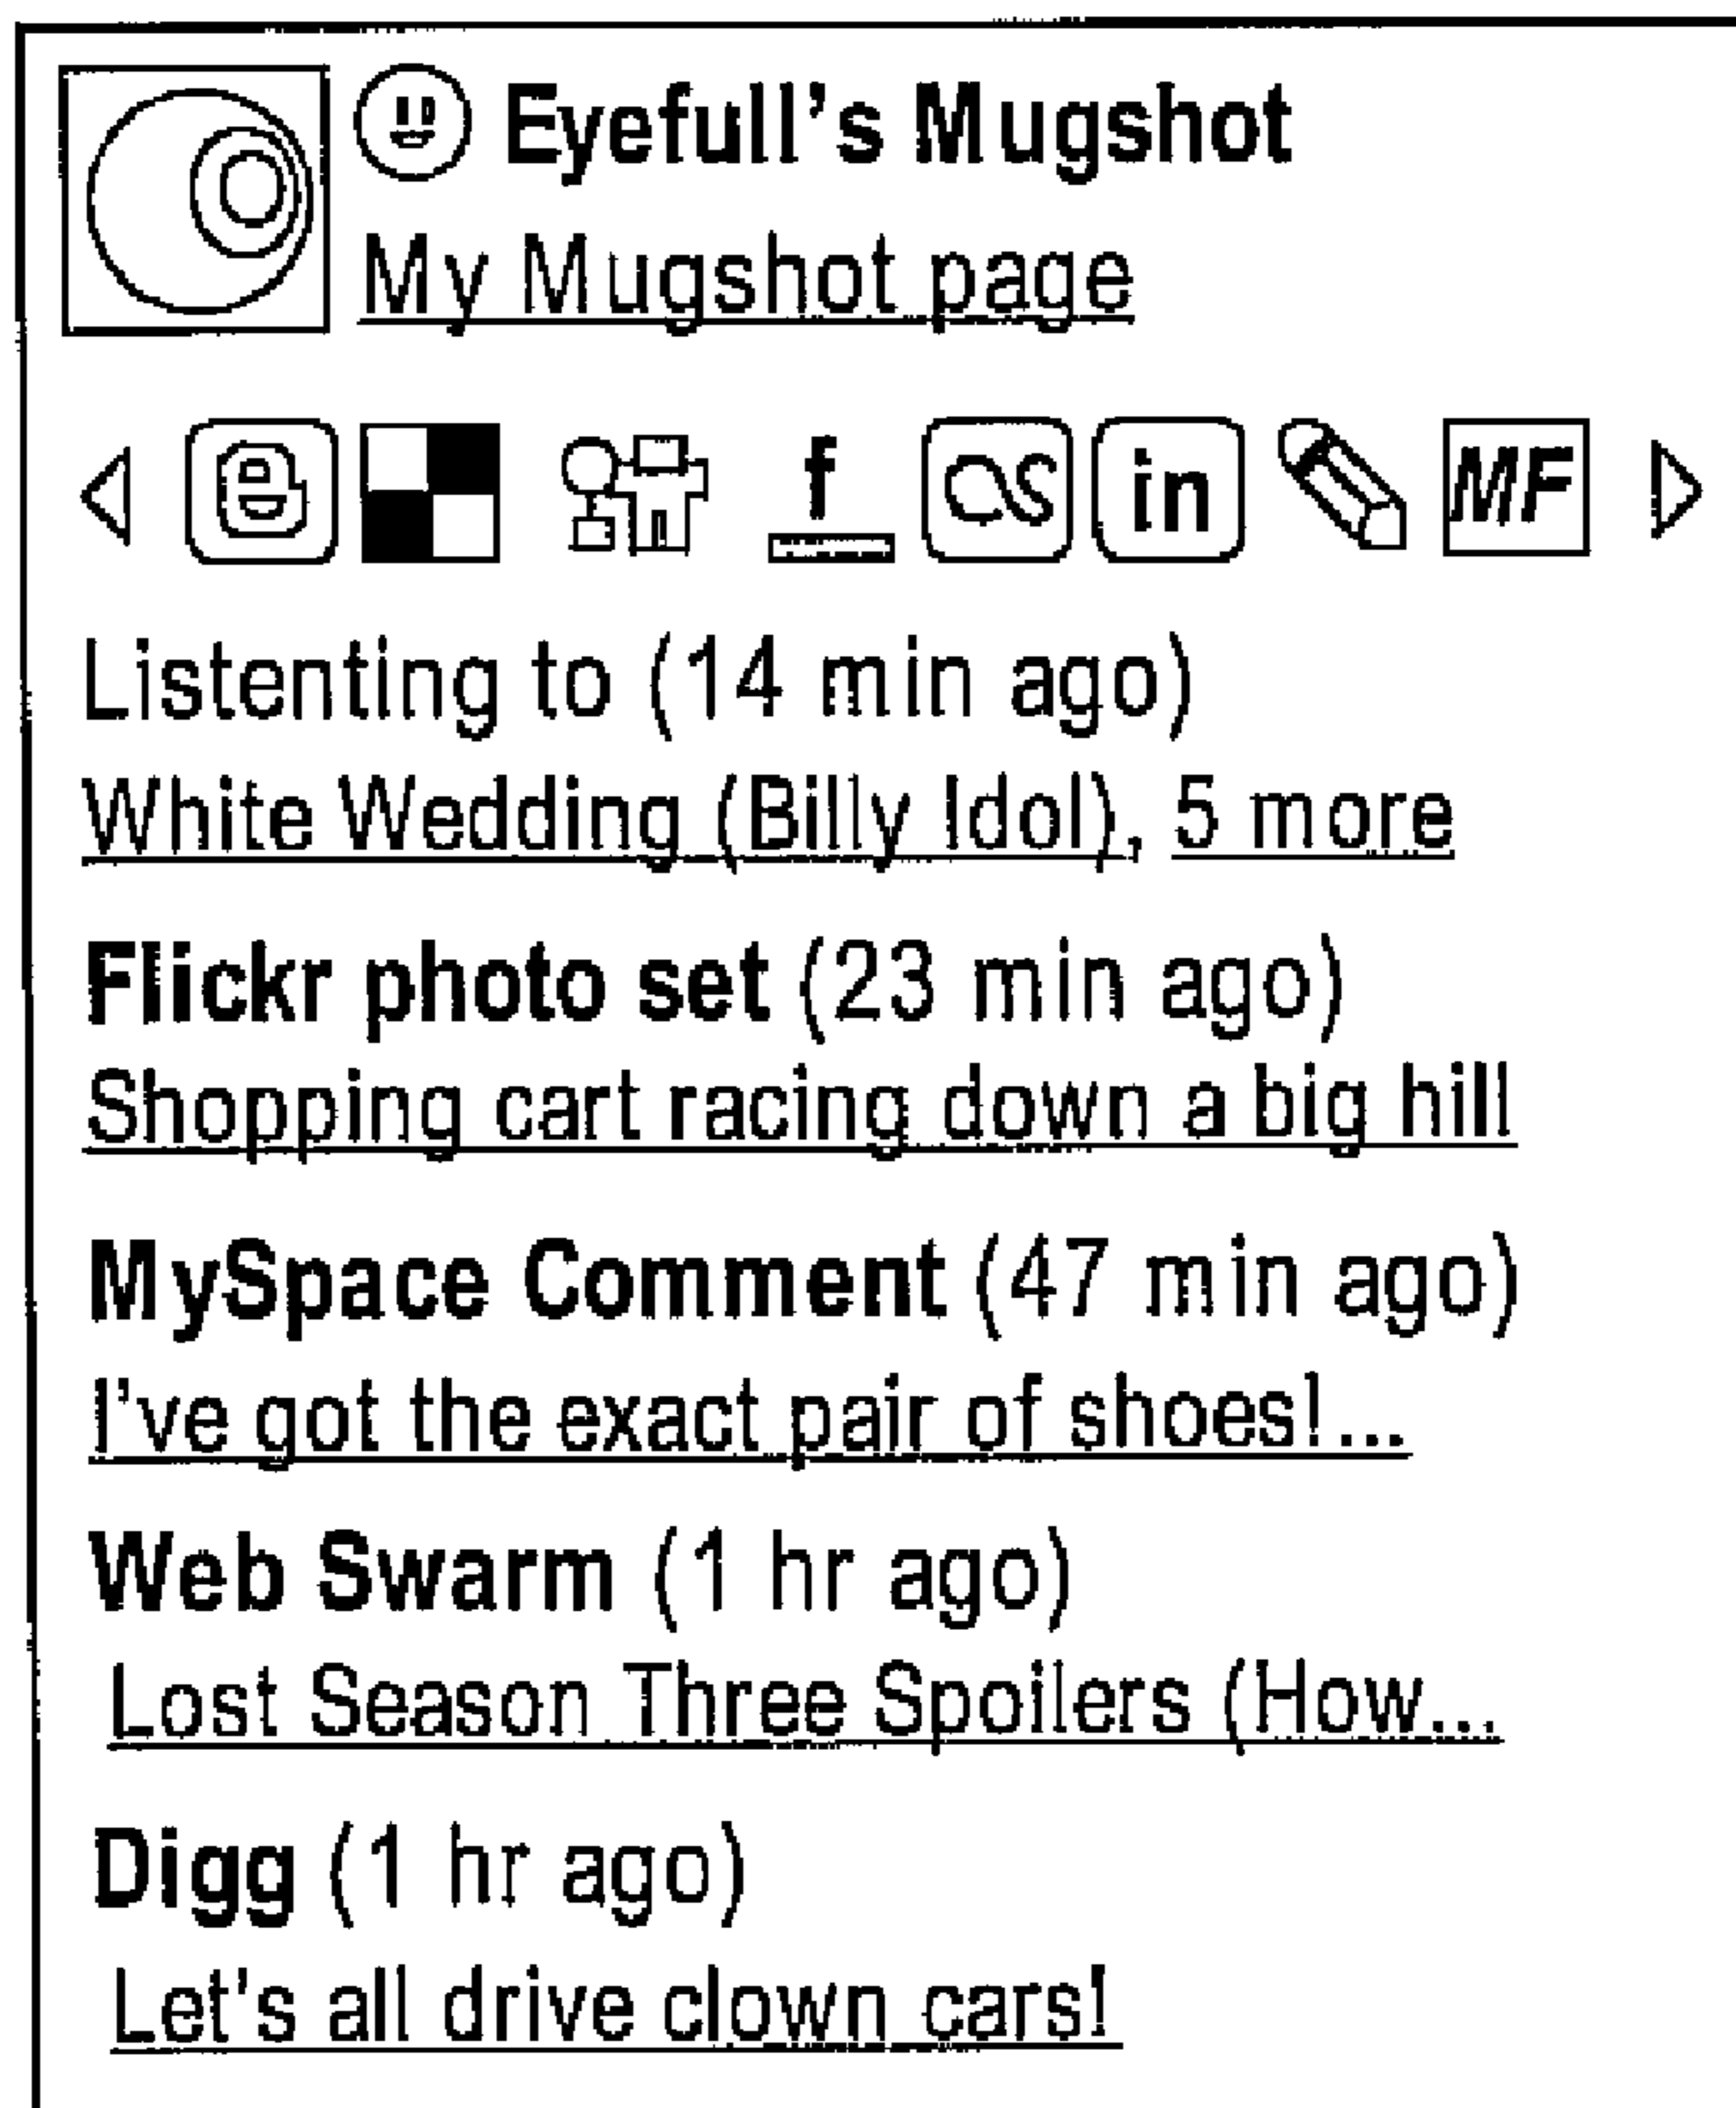 Eyefull's Mugshot
My Mugshot page
f in WF
Listenting to (14 min ago)
White Wedding (Billy Idol), 5 more
Flickr photo set (23 min ago)
Shopping cart racing down a big hill
MySpace Comment (47 min ago)
I've got the exact pair of shoes!...
Web Swarm (1 hr ago)
Lost Season Three Spoilers (How...
Digg (1 hr ago)
Let's all drive clown cars!